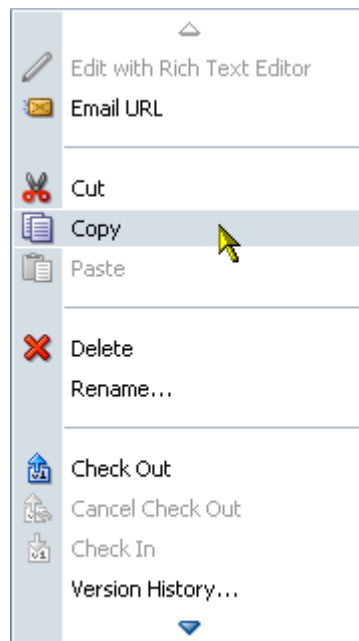 Edit with Rich Text Editor
Email URL
Cut
Copy
Paste
Delete
Rename...
Check Out
Cancel Check Out
Check In
Version History...